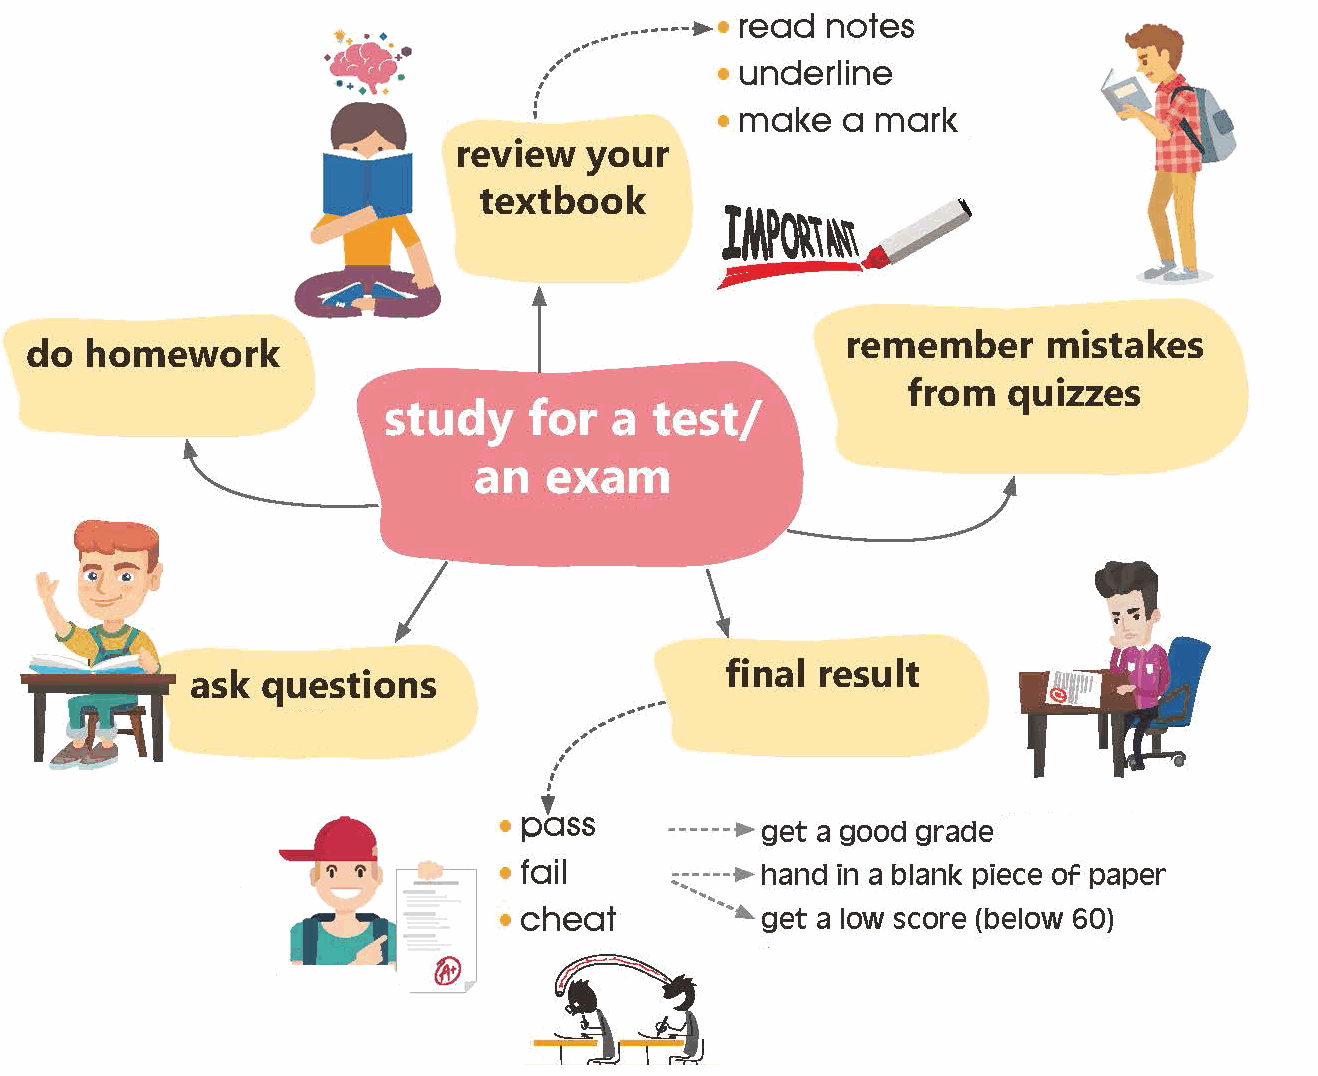 read notes
underline
make a mark
review your
textbook
IMPORTANT
do homework
remember mistakes
from quizzes
study for a test/
an exam
ask questions
final result
pass
get a good grade
fail
hand in a blank piece of paper
get a low score (below 60)
cheat
A+